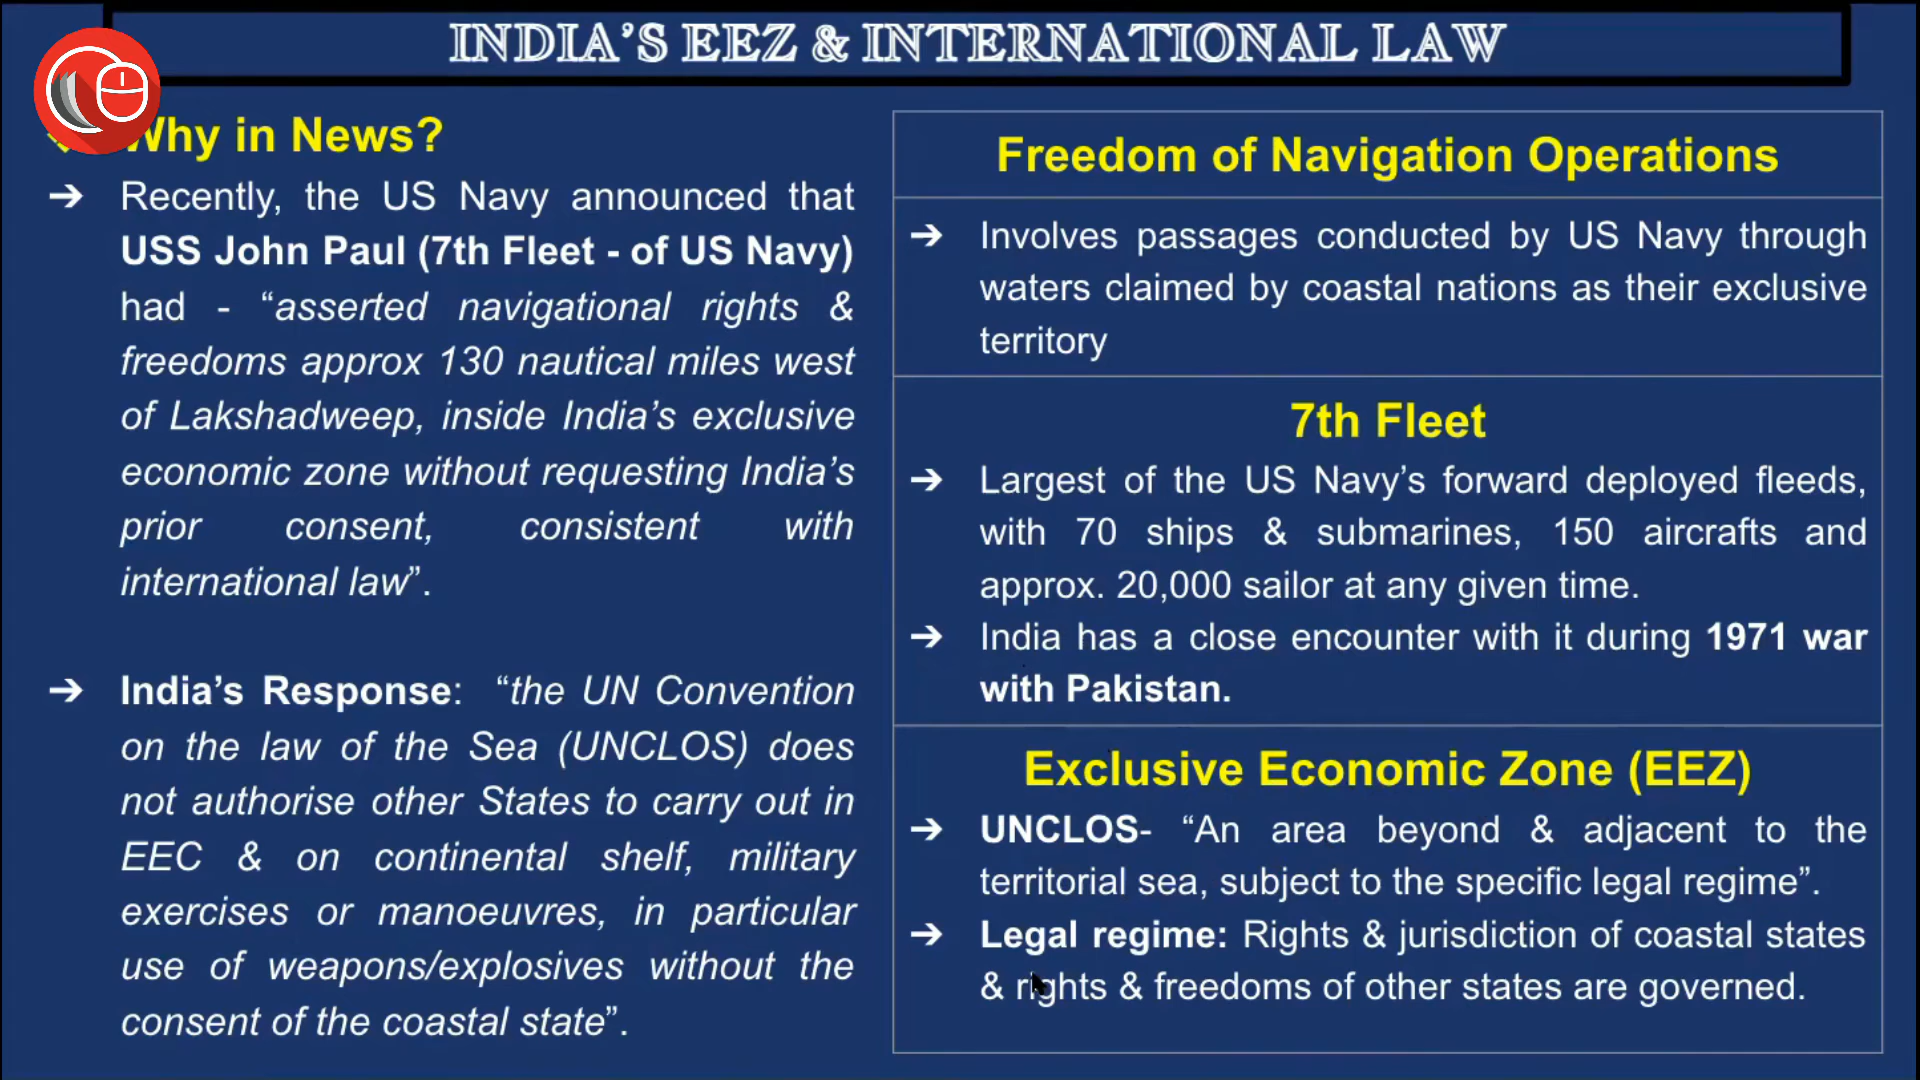 INDIA'S EEZ & INTERNATIONAL LAW
Why in News?
➔ Recently, the US Navy announced that
USS John Paul (7th Fleet - of US Navy)
had - “asserted navigational rights &
freedoms approx 130 nautical miles west
of Lakshadweep, inside India’s exclusive
economic zone without requesting India’s
prior consent, consistent with
international law”.
➔ India’s Response: “the UN Convention
on the law of the Sea (UNCLOS) does
not authorise other States to carry out in
EEC & on continental shelf, military
exercises or manoeuvres, in particular
use of weapons/explosives without the
consent of the coastal state”.
Freedom of Navigation Operations
➔ Involves passages conducted by US Navy through
waters claimed by coastal nations as their exclusive
territory
7th Fleet
➔ Largest of the US Navy’s forward deployed fleeds,
with 70 ships & submarines, 150 aircrafts and
approx. 20,000 sailor at any given time.
➔ India has a close encounter with it during 1971 war
with Pakistan.
Exclusive Economic Zone (EEZ)
➔ UNCLOS- “An area beyond & adjacent to the
territorial sea, subject to the specific legal regime”.
➔ Legal regime: Rights & jurisdiction of coastal states
& rights & freedoms of other states are governed.